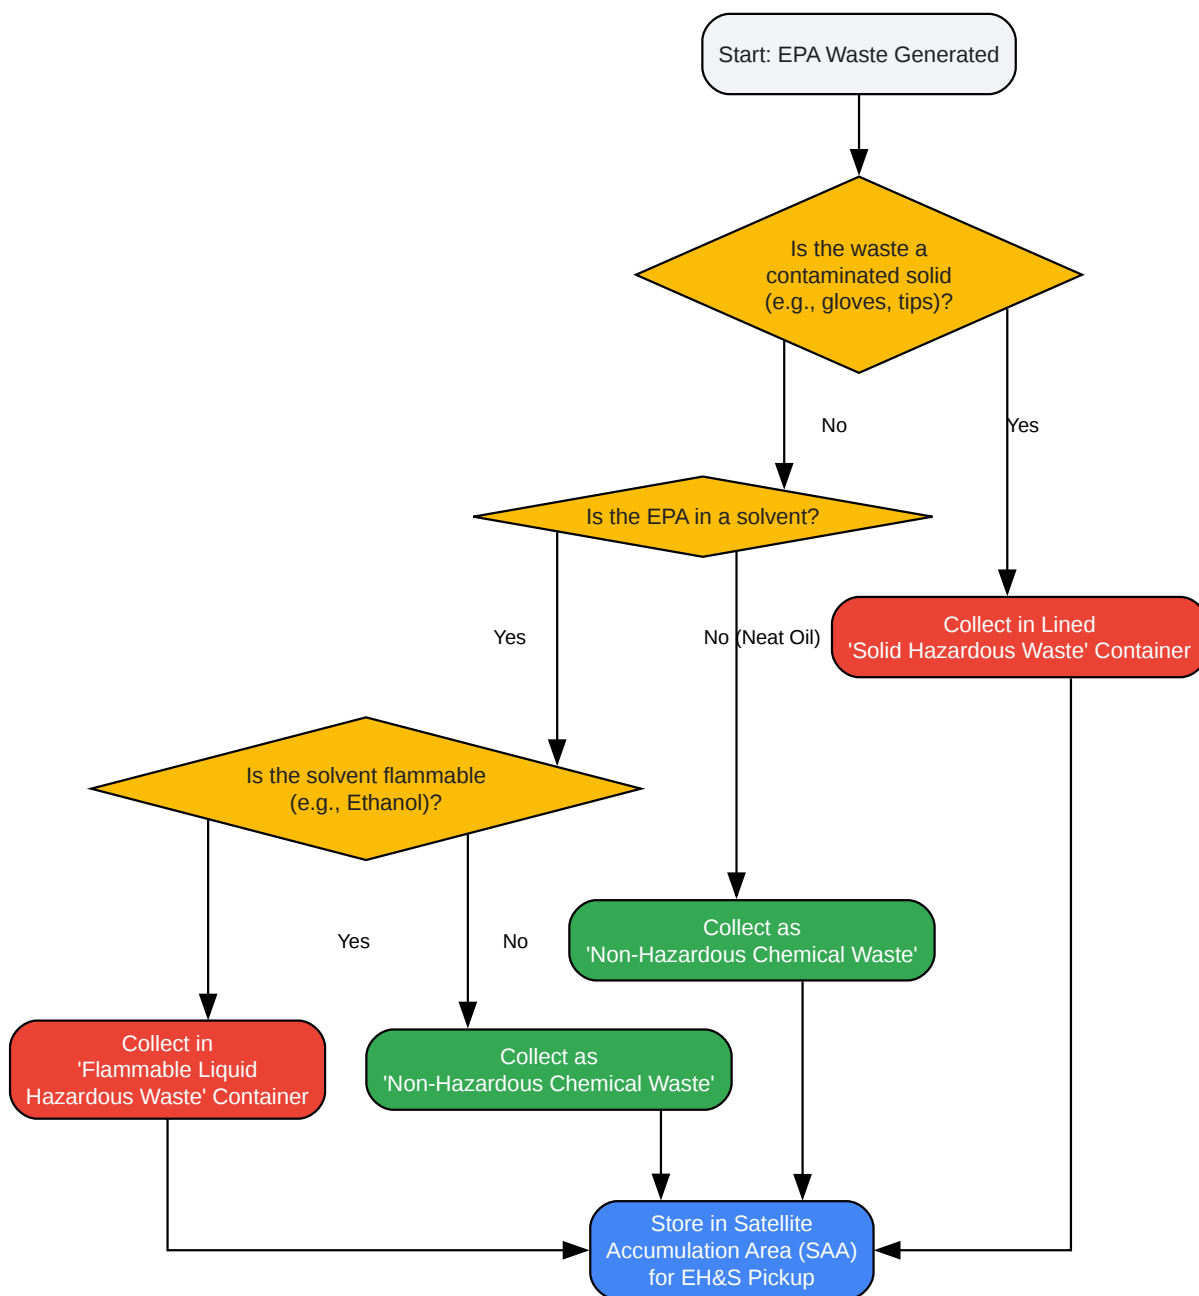 Start: EPA Waste Generated
Is the waste a
contaminated solid
(e.g., gloves, tips)?
No
Yes
Is the EPA in a solvent?
Yes
No (Neat Oil)
Collect in Lined
'Solid Hazardous Waste' Container
Is the solvent flammable
(e.g., Ethanol)?
Yes
No
Collect as
'Non-Hazardous Chemical Waste'
Collect in
'Flammable Liquid
Hazardous Waste' Container
Collect as
'Non-Hazardous Chemical Waste'
Store in Satellite
Accumulation Area (SAA)
for EH&S Pickup